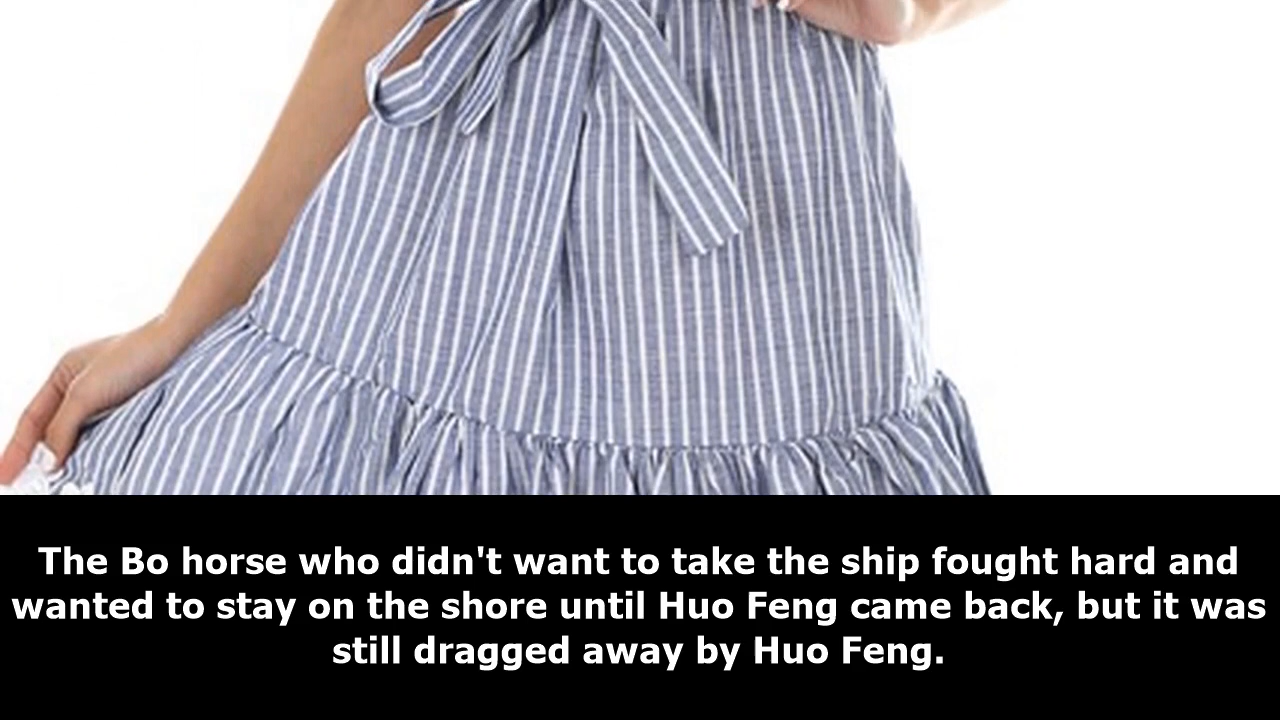 The Bo horse who didn't want to take the ship fought hard and
wanted to stay on the shore until Huo Feng came back, but it was
still dragged away by Huo Feng.